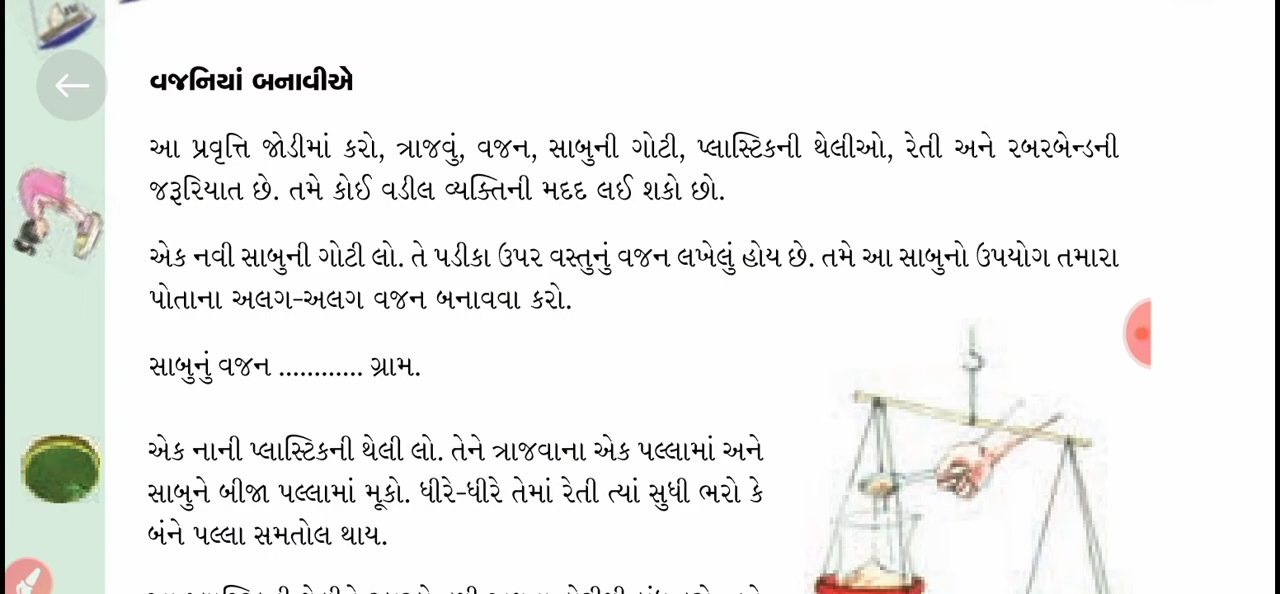 વજનિયાં બનાવીએ
આ પ્રવૃત્તિ જોડીમાં કરો, ત્રાજવું, વજન, સાબુની ગોટી, પ્લાસ્ટિકની થેલીઓ, રેતી અને રબરબેન્ડની
જરૂરિયાત છે. તમે કોઈ વડીલ વ્યક્તિની મદદ લઈ શકો છો.
એક નવી સાબુની ગોટી લો. તે પડીકા ઉપર વસ્તુનું વજન લખેલું હોય છે. તમે આ સાબુનો ઉપયોગ તમારા
પોતાના અલગ-અલગ વજન બનાવવા કરો.
સાબુનું વજન ............ ગ્રામ.
એક નાની પ્લાસ્ટિકની થેલી લો. તેને ત્રાજવાના એક પલ્લામાં અને
સાબુને બીજા પલ્લામાં મૂકો. ધીરે-ધીરે તેમાં રેતી ત્યાં સુધી ભરો કે
બંને પલ્લા સમતોલ થાય.